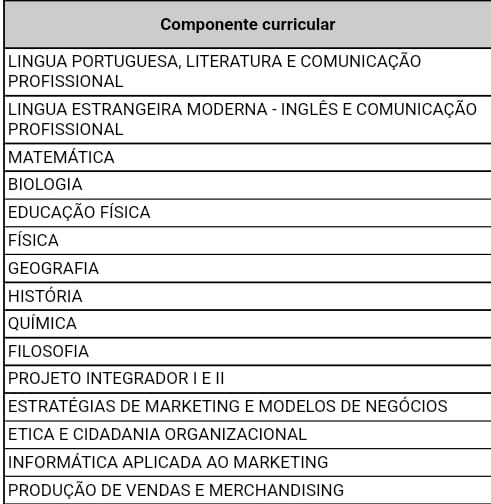 Componente curricular
LINGUA PORTUGUESA, LITERATURA E COMUNICAÇÃO
PROFISSIONAL
LINGUA ESTRANGEIRA MODERNA - INGLÊS E COMUNICAÇÃO
PROFISSIONAL
MATEMÁTICA
BIOLOGIA
EDUCAÇÃO FÍSICA
FÍSICA
GEOGRAFIA
HISTÓRIA
QUÍMICA
FILOSOFIA
PROJETO INTEGRADOR I E II
ESTRATÉGIAS DE MARKETING E MODELOS DE NEGÓCIOS
ETICA E CIDADANIA ORGANIZACIONAL
INFORMÁTICA APLICADA AO MARKETING
PRODUÇÃO DE VENDAS E MERCHANDISING